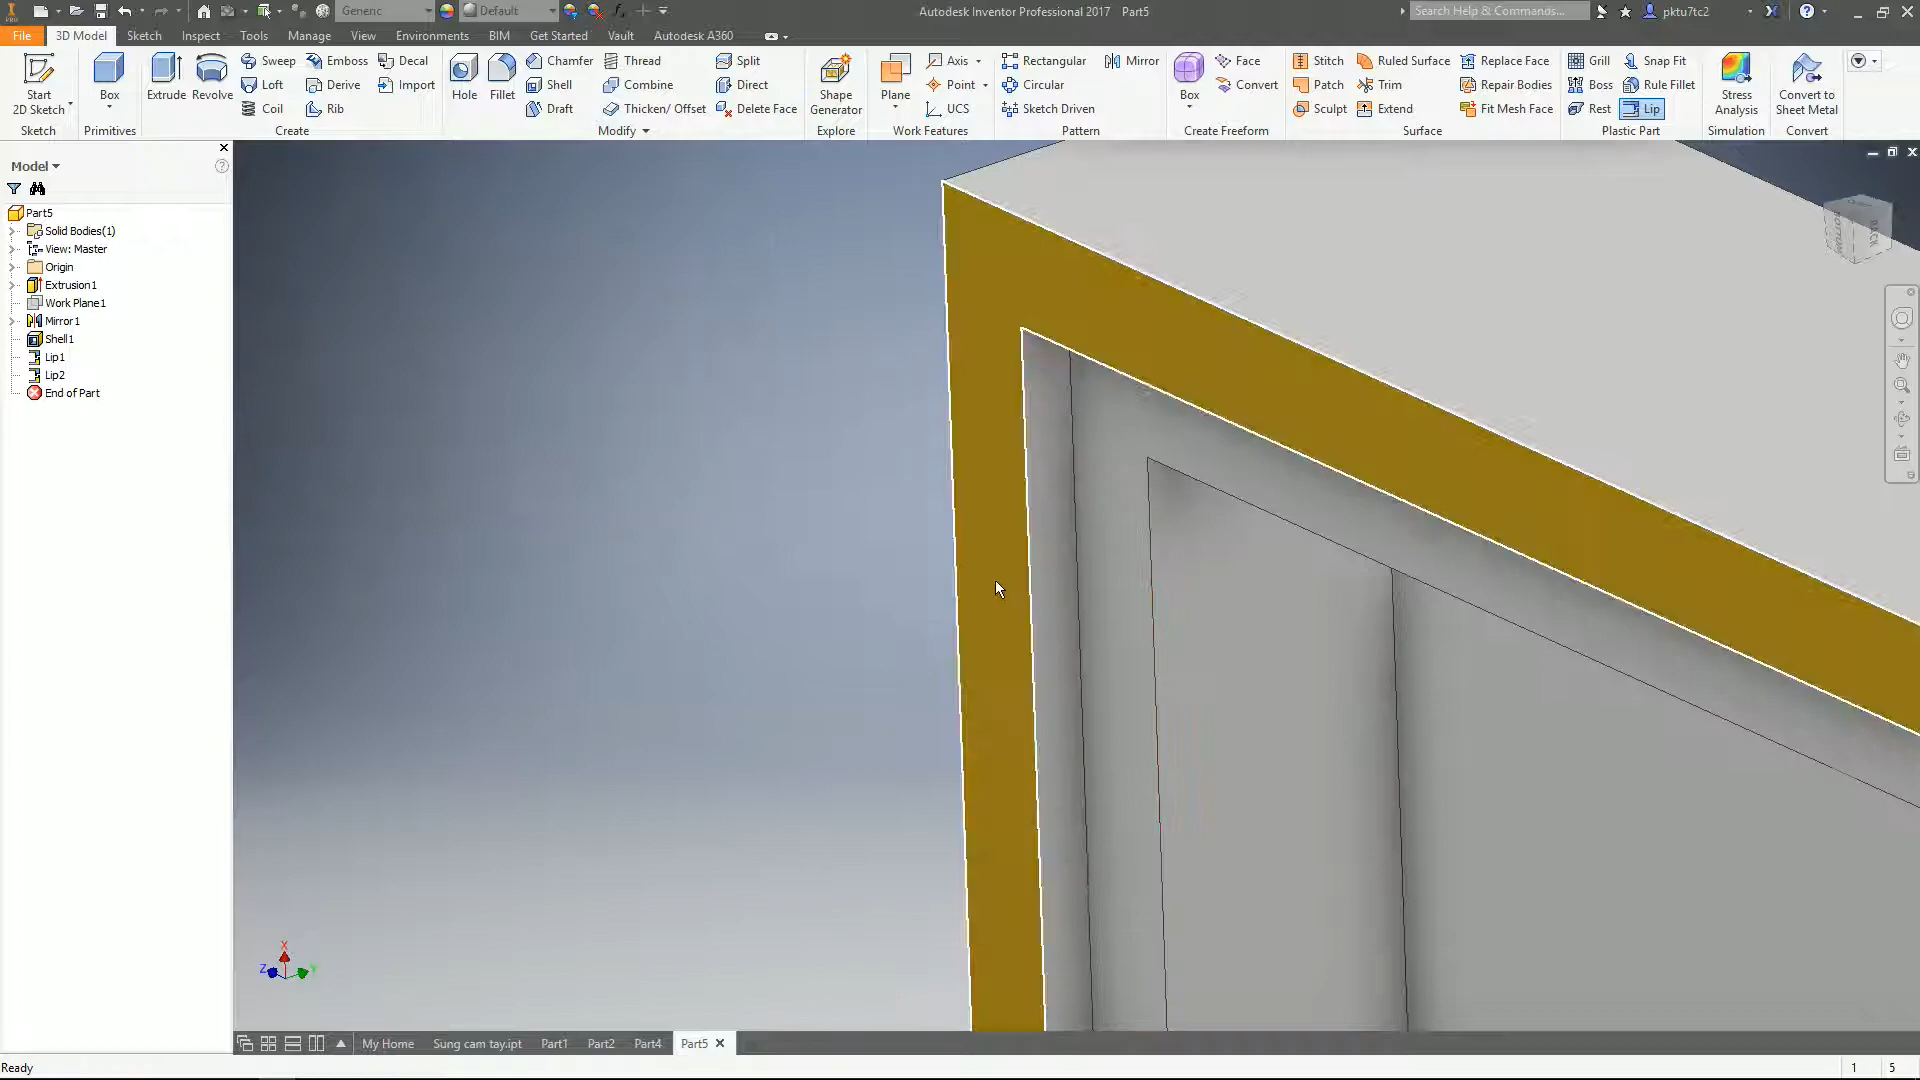 PRO
Generic
Default
Autodesk Inventor Professional 2017 Part5
Search Help & Commands...
pktu7tc2
File
3D Model
Sketch
Inspect
Tools
Manage
View
Environments
BIM
Get Started
Vault
Autodesk A360
Start
2D Sketch
Sketch
Box
Primitives
Extrude
Revolve
Sweep
Loft
Coil
Emboss
Derive
Rib
Decal
Import
Create
Hole
Fillet
Chamfer
Shell
Draft
Thread
Combine
Thicken/ Offset
Split
Direct
Delete Face
Modify
Shape
Generator
Explore
Plane
Axis
Point
UCS
Work Features
Rectangular
Circular
Sketch Driven
Mirror
Pattern
Box
Face
Convert
Create Freeform
Stitch
Patch
Sculpt
Ruled Surface
Trim
Extend
Replace Face
Repair Bodies
Fit Mesh Face
Surface
Grill
Boss
Rest
Snap Fit
Rule Fillet
Lip
Plastic Part
Stress
Analysis
Simulation
Convert to
Sheet Metal
Convert
Model
Part5
Solid Bodies(1)
View: Master
Origin
Extrusion1
Work Plane1
Mirror1
Shell1
Lip1
Lip2
End of Part
BOTTOM
BACK
X
Z
Y
My Home
Sung cam tay.ipt
Part1
Part2
Part4
Part5
Ready
1
5